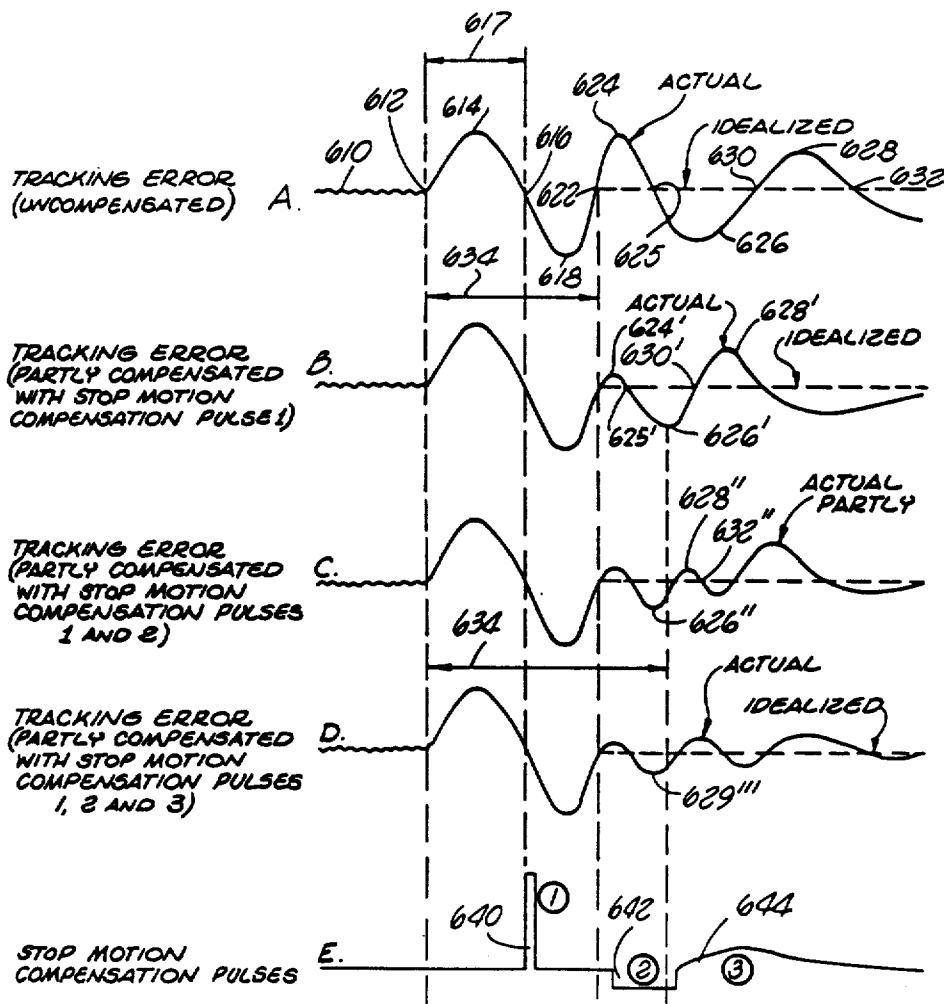 617
612
614
624
ACTUAL
610
616
IDEALIZED
630
628
632
TRACKING ERROR
(UNCOMPENSATED)
A.
622
625
626
618
634
ACTUAL
628'
624'
630'
IDEALIZED
TRACKING ERROR
(PARTLY COMPENSATED
WITH STOP MOTION
COMPENSATION PULSE 1)
B.
625'
626'
628"
632"
ACTUAL
PARTLY
TRACKING ERROR
(PARTLY COMPENSATED
WITH STOP MOTION
COMPENSATION PULSES
1 AND 2)
C.
626"
634
ACTUAL
IDEALIZED
TRACKING ERROR
(PARTLY COMPENSATED
WITH STOP MOTION
COMPENSATION PULSES
1, 2 AND 3)
D.
629'''
1
640
642
644
STOP MOTION
COMPENSATION PULSES
E.
2
3